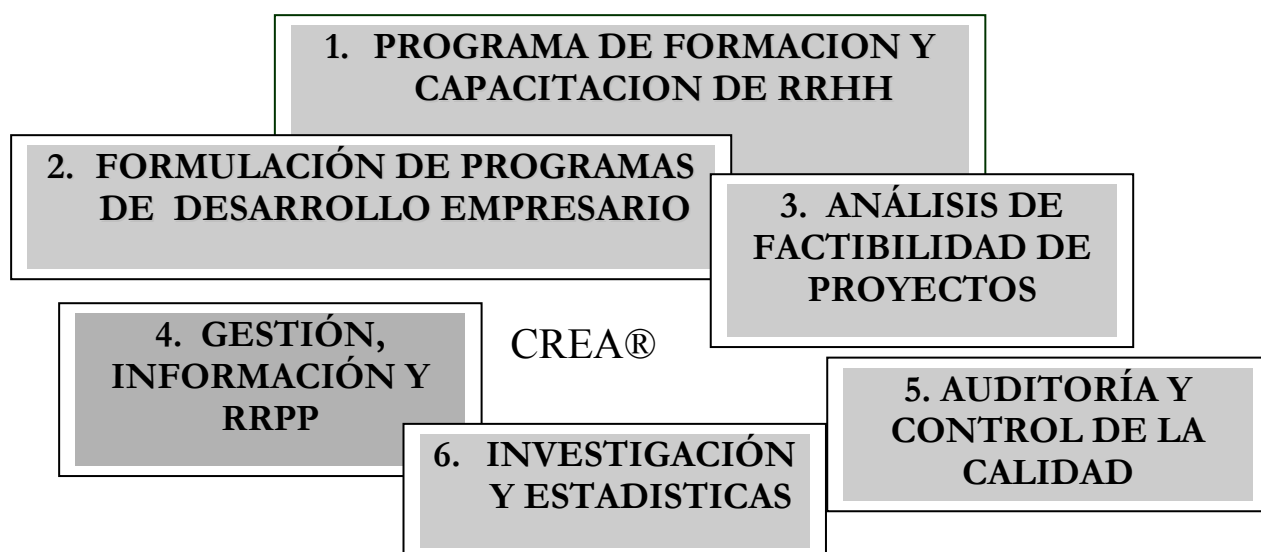 1. PROGRAMA DE FORMACION Y
CAPACITACION DE RRHH
2. FORMULACIÓN DE PROGRAMAS
DE DESARROLLO EMPRESARIO
3. ANÁLISIS DE
FACTIBILIDAD DE
PROYECTOS
4. GESTIÓN,
INFORMACIÓN Y
RRPP
CREA®
5. AUDITORÍA Y
CONTROL DE LA
CALIDAD
6. INVESTIGACIÓN
Y ESTADISTICAS